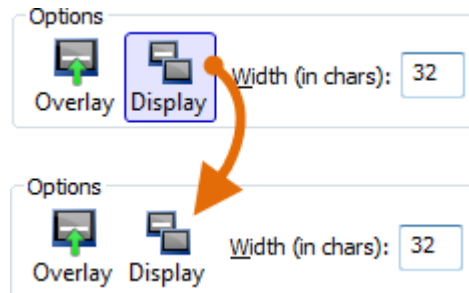 Options
Width (in chars): 32
Overlay Display
Options
Width (in chars): 32
Overlay Display